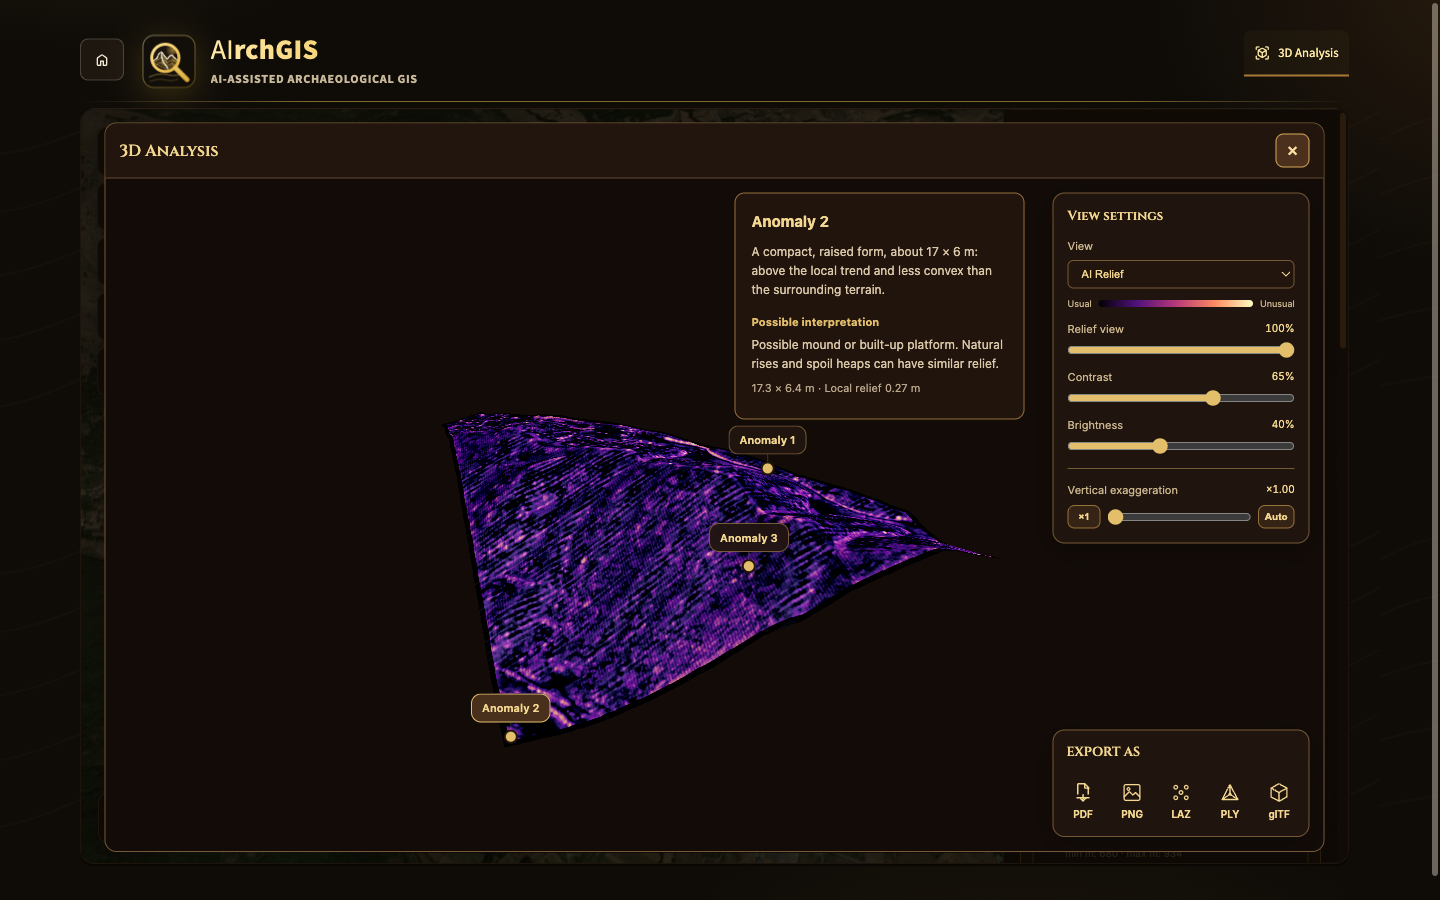 AIrchGIS
AI-ASSISTED ARCHAEOLOGICAL GIS
3D Analysis
3D Analysis
Anomaly 2
A compact, raised form, about 17 × 6 m:
above the local trend and less convex than
the surrounding terrain.
Possible interpretation
Possible mound or built-up platform. Natural
rises and spoil heaps can have similar relief.
17.3 × 6.4 m · Local relief 0.27 m
Anomaly 1
Anomaly 3
Anomaly 2
View settings
View
AI Relief
Usual
Unusual
Relief view
100%
Contrast
65%
Brightness
40%
Vertical exaggeration
×1.00
×1
Auto
Export as
PDF
PNG
LAZ
PLY
glTF